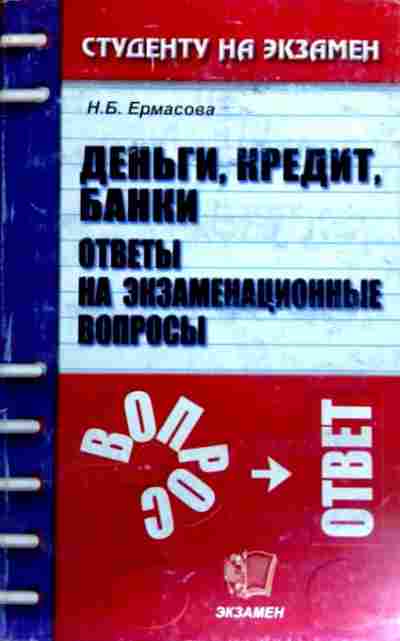 СТУДЕНТУ НА ЭКЗАМЕН
Н.Б. Ермасова
ДЕНЬГИ, КРЕДИТ,
БАНКИ
ОТВЕТЫ
НА ЭКЗАМЕНАЦИОННЫЕ
ВОПРОСЫ
ВОПРОС
ОТВЕТ
ЭКЗАМЕН